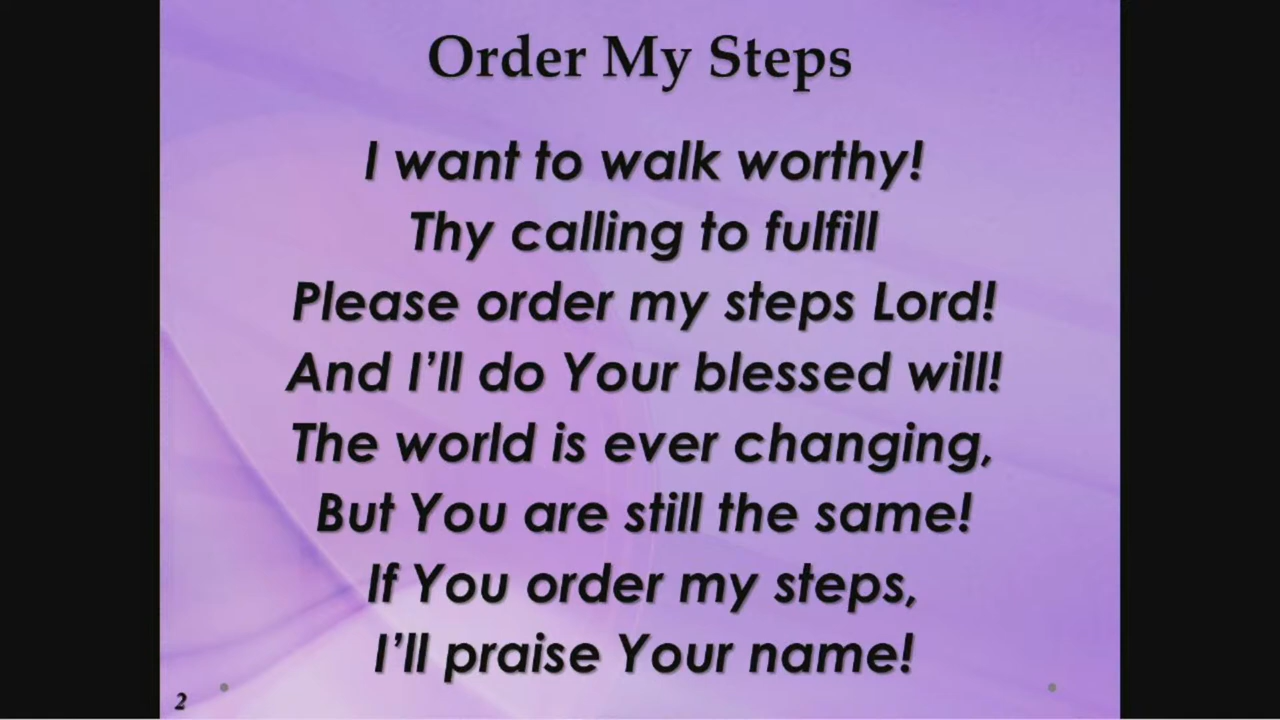 Order My Steps
I want to walk worthy!
Thy calling to fulfill
Please order my steps Lord!
And I'll do Your blessed will!
The world is ever changing,
But You are still the same!
If You order my steps,
I'll praise Your name!
2